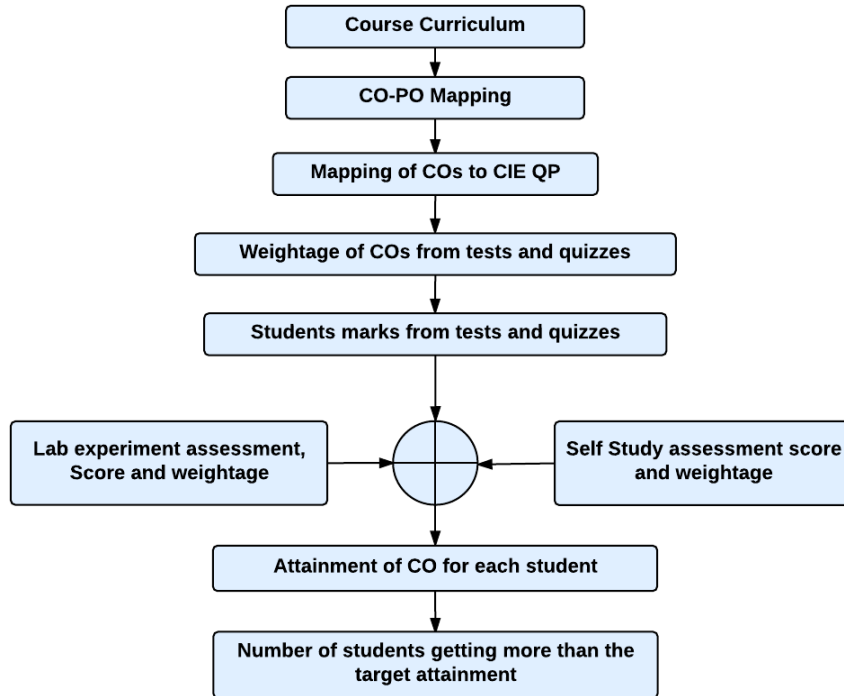 Course Curriculum
CO-PO Mapping
Mapping of COs to CIE QP
Weightage of COs from tests and quizzes
Students marks from tests and quizzes
Lab experiment assessment,
Score and weightage
Self Study assessment score
and weightage
Attainment of CO for each student
Number of students getting more than the
target attainment